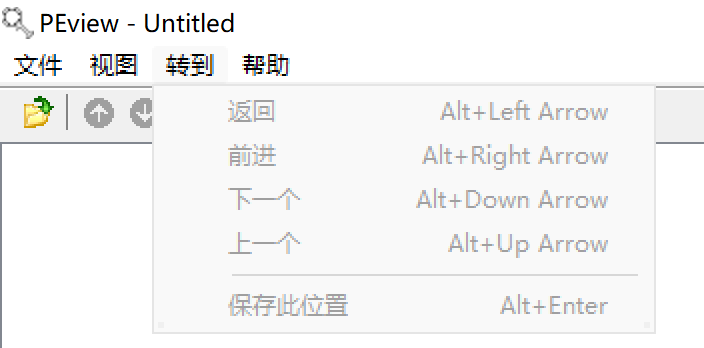 PEview - Untitled
文件 视图 转到 帮助
返回 Alt+Left Arrow
前进 Alt+Right Arrow
下一个 Alt+Down Arrow
上一个 Alt+Up Arrow
保存此位置 Alt+Enter